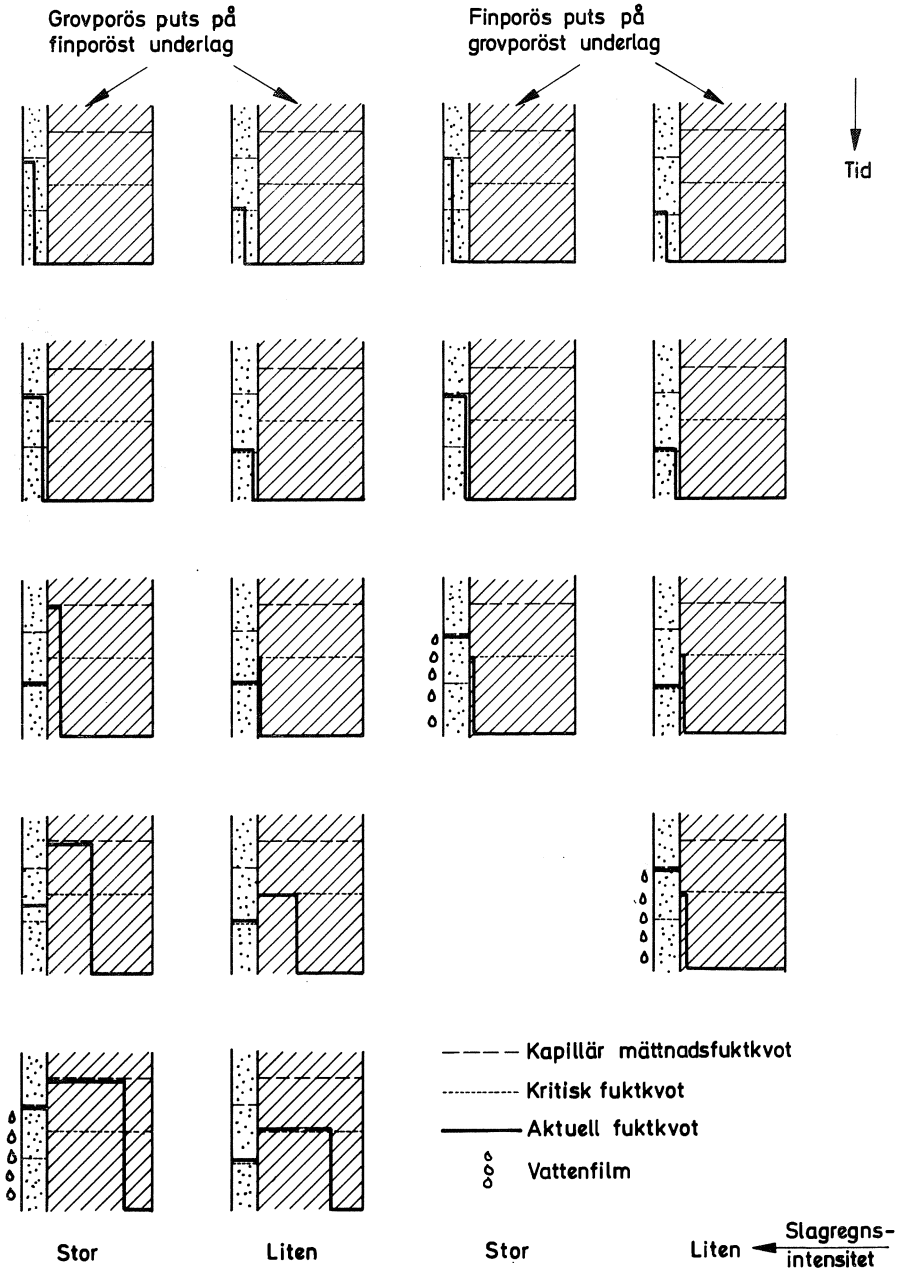 Grovporös puts på
finporöst underlag
Finporös puts på
grovporöst underlag
Tid
Kapillär mättnadsfuktkvot
Kritisk fuktkvot
Aktuell fuktkvot
Vattenfilm
Stor
Liten
Stor
Liten
Slagregns-
intensitet